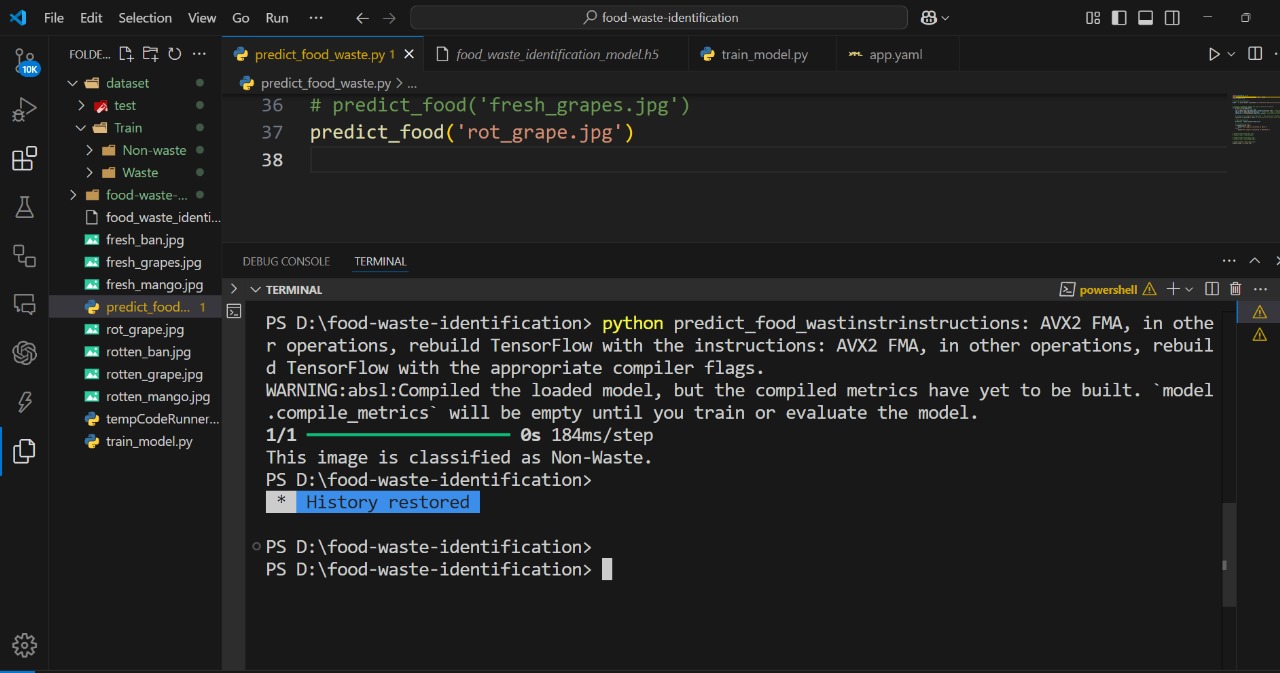 File Edit Selection View Go Run ··· food-waste-identification
10K
FOLDE... ···
dataset
test
Train
Non-waste
Waste
food-waste-...
food_waste_identi...
fresh_ban.jpg
fresh_grapes.jpg
fresh_mango.jpg
predict_food... 1
rot_grape.jpg
rotten_ban.jpg
rotten_grape.jpg
rotten_mango.jpg
tempCodeRunner...
train_model.py
predict_food_waste.py 1 food_waste_identification_model.h5 train_model.py app.yaml
predict_food_waste.py > ...
36 # predict_food('fresh_grapes.jpg')
37 predict_food('rot_grape.jpg')
38
DEBUG CONSOLE TERMINAL ···
TERMINAL powershell ···
PS D:\food-waste-identification> python predict_food_wastinstrinstructions: AVX2 FMA, in othe
r operations, rebuild TensorFlow with the instructions: AVX2 FMA, in other operations, rebuil
d TensorFlow with the appropriate compiler flags.
WARNING:absl:Compiled the loaded model, but the compiled metrics have yet to be built. `model
.compile_metrics` will be empty until you train or evaluate the model.
1/1 0s 184ms/step
This image is classified as Non-Waste.
PS D:\food-waste-identification>
* History restored
PS D:\food-waste-identification>
PS D:\food-waste-identification>